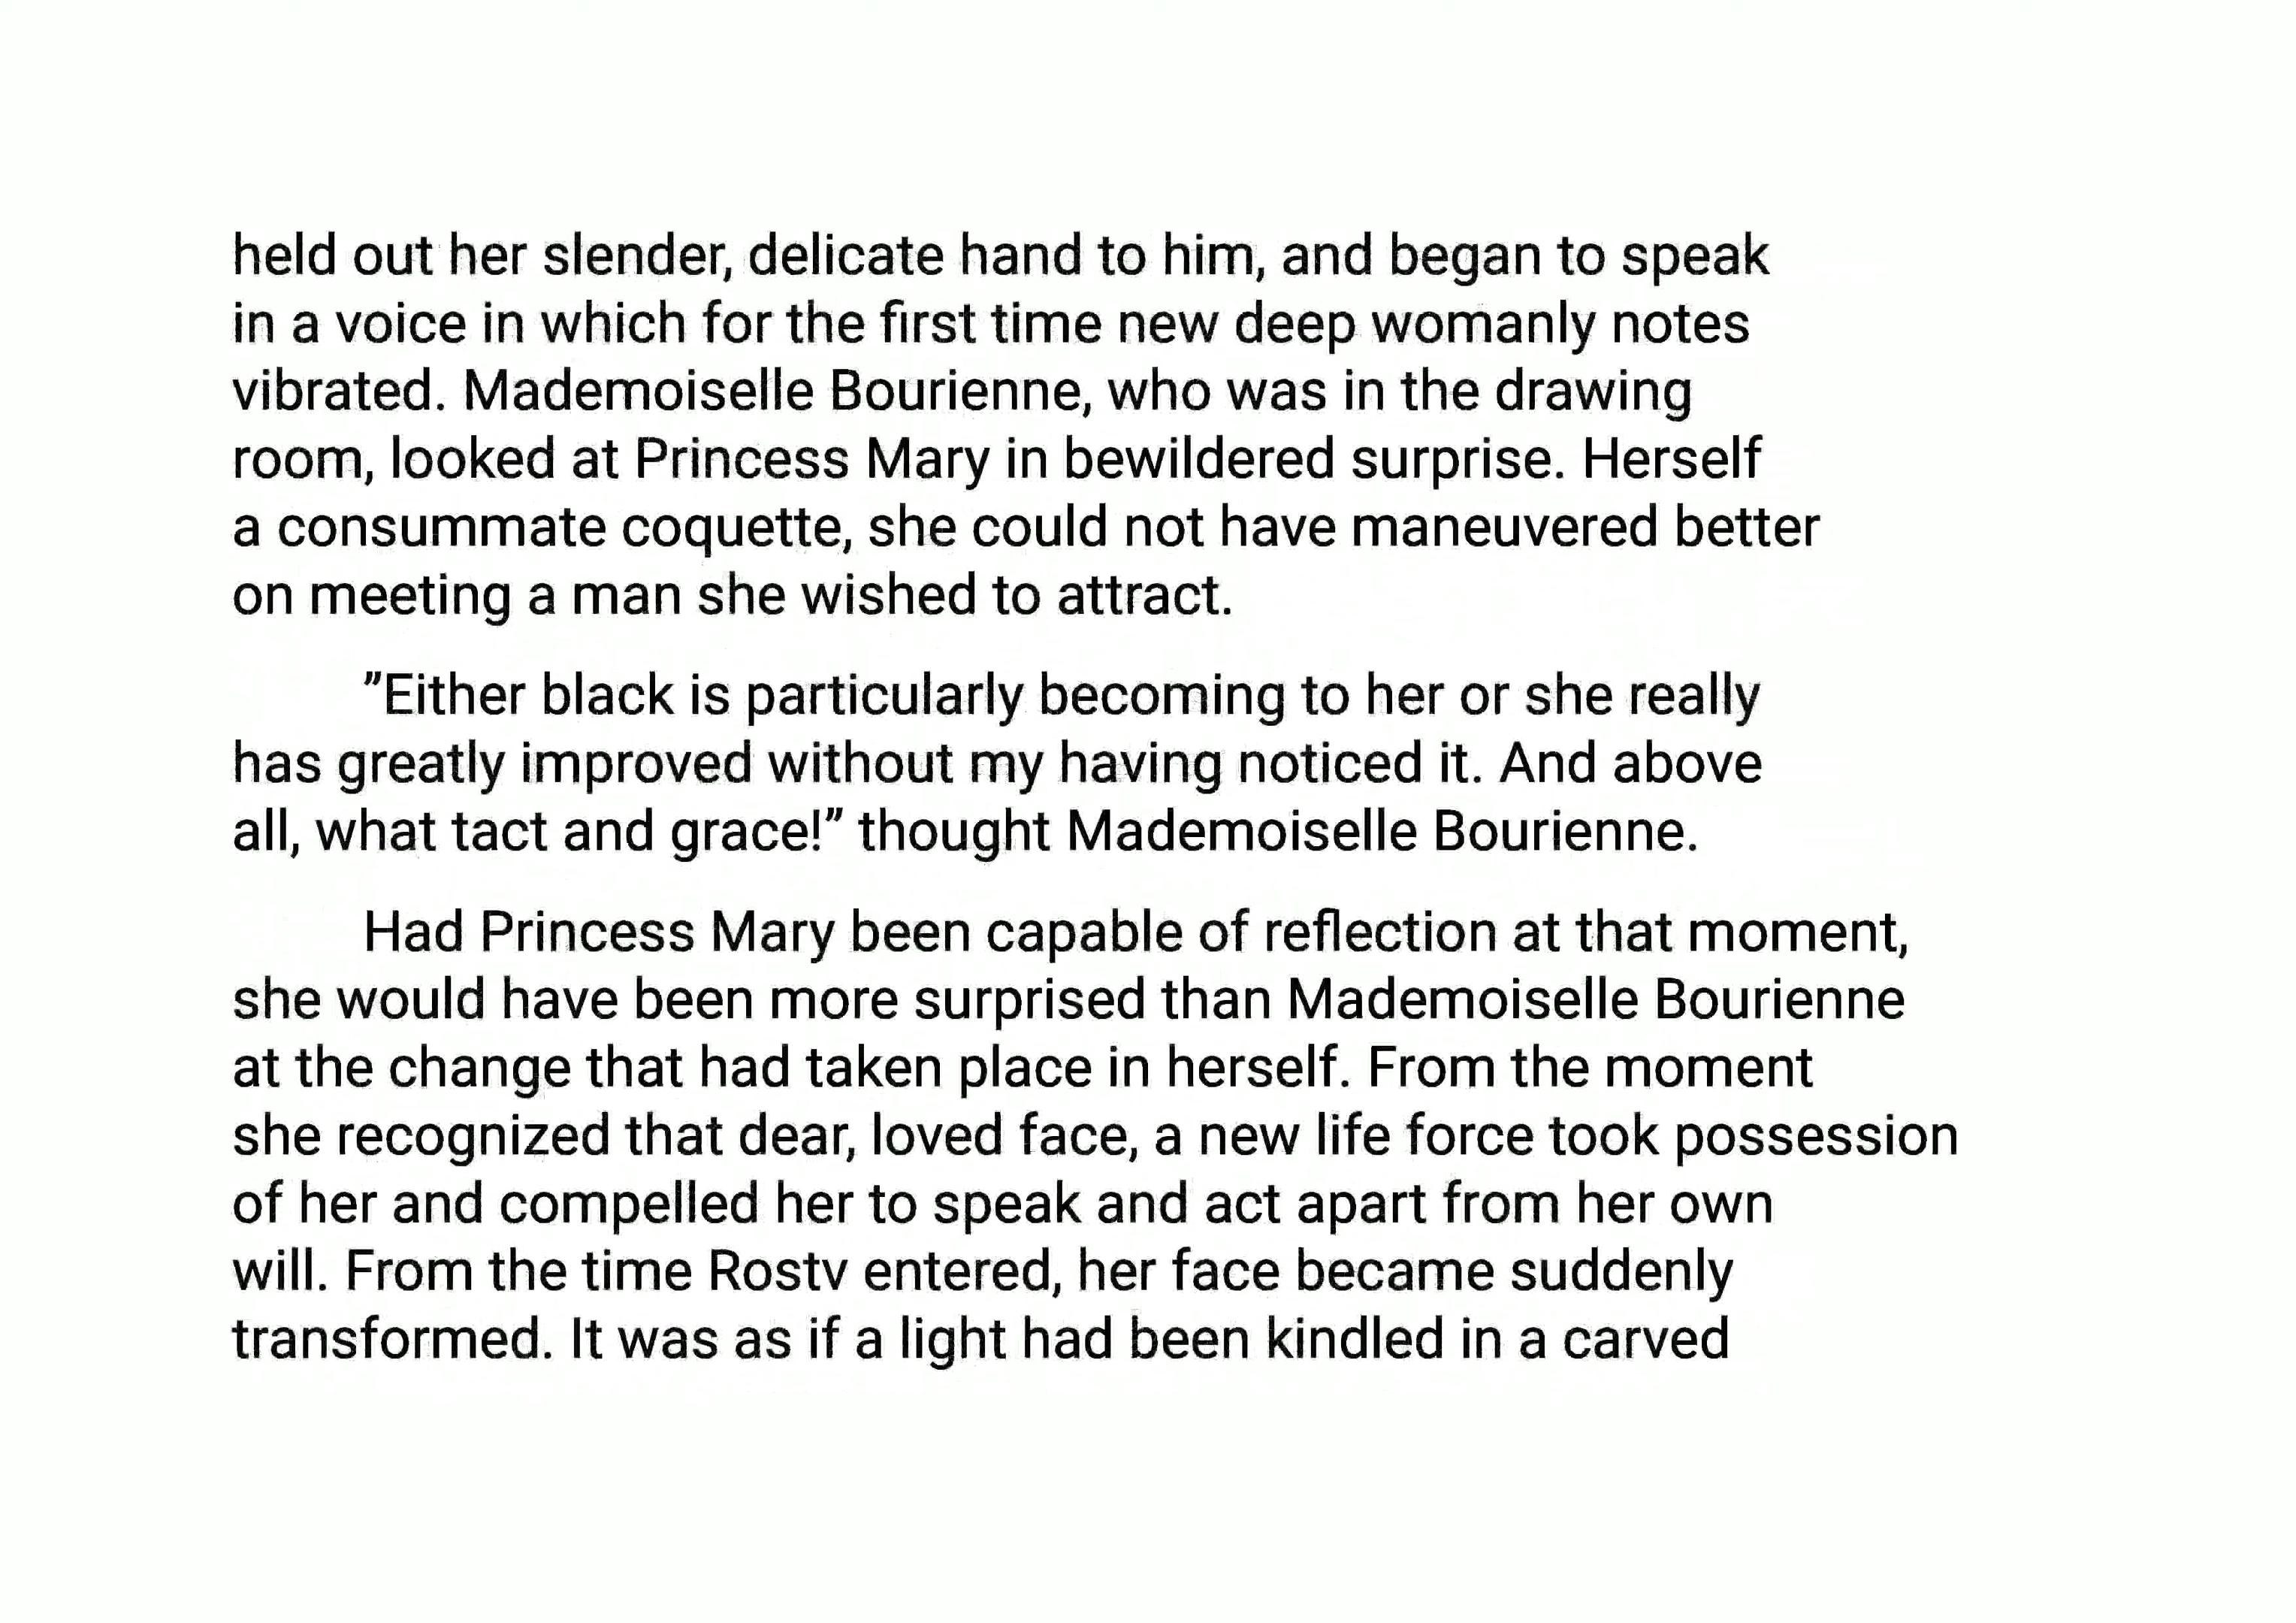 held out her slender, delicate hand to him, and began to speak
in a voice in which for the first time new deep womanly notes
vibrated. Mademoiselle Bourienne, who was in the drawing
room, looked at Princess Mary in bewildered surprise. Herself
a consummate coquette, she could not have maneuvered better
on meeting a man she wished to attract.
”Either black is particularly becoming to her or she really
has greatly improved without my having noticed it. And above
all, what tact and grace!” thought Mademoiselle Bourienne.
Had Princess Mary been capable of reflection at that moment,
she would have been more surprised than Mademoiselle Bourienne
at the change that had taken place in herself. From the moment
she recognized that dear, loved face, a new life force took possession
of her and compelled her to speak and act apart from her own
will. From the time Rostv entered, her face became suddenly
transformed. It was as if a light had been kindled in a carved